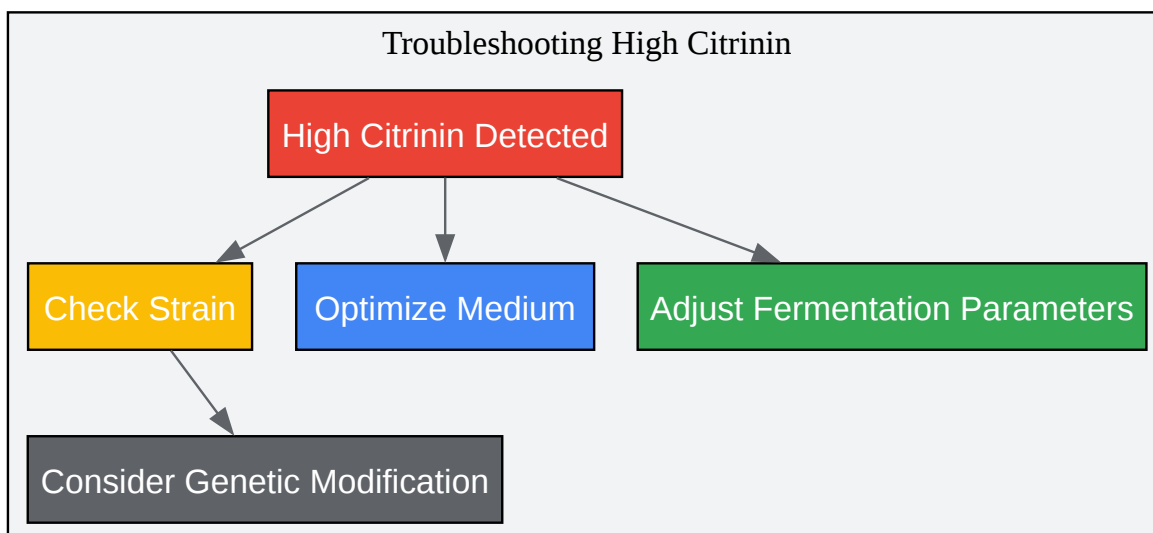 Troubleshooting High Citrinin
High Citrinin Detected
Check Strain
Optimize Medium
Adjust Fermentation Parameters
Consider Genetic Modification